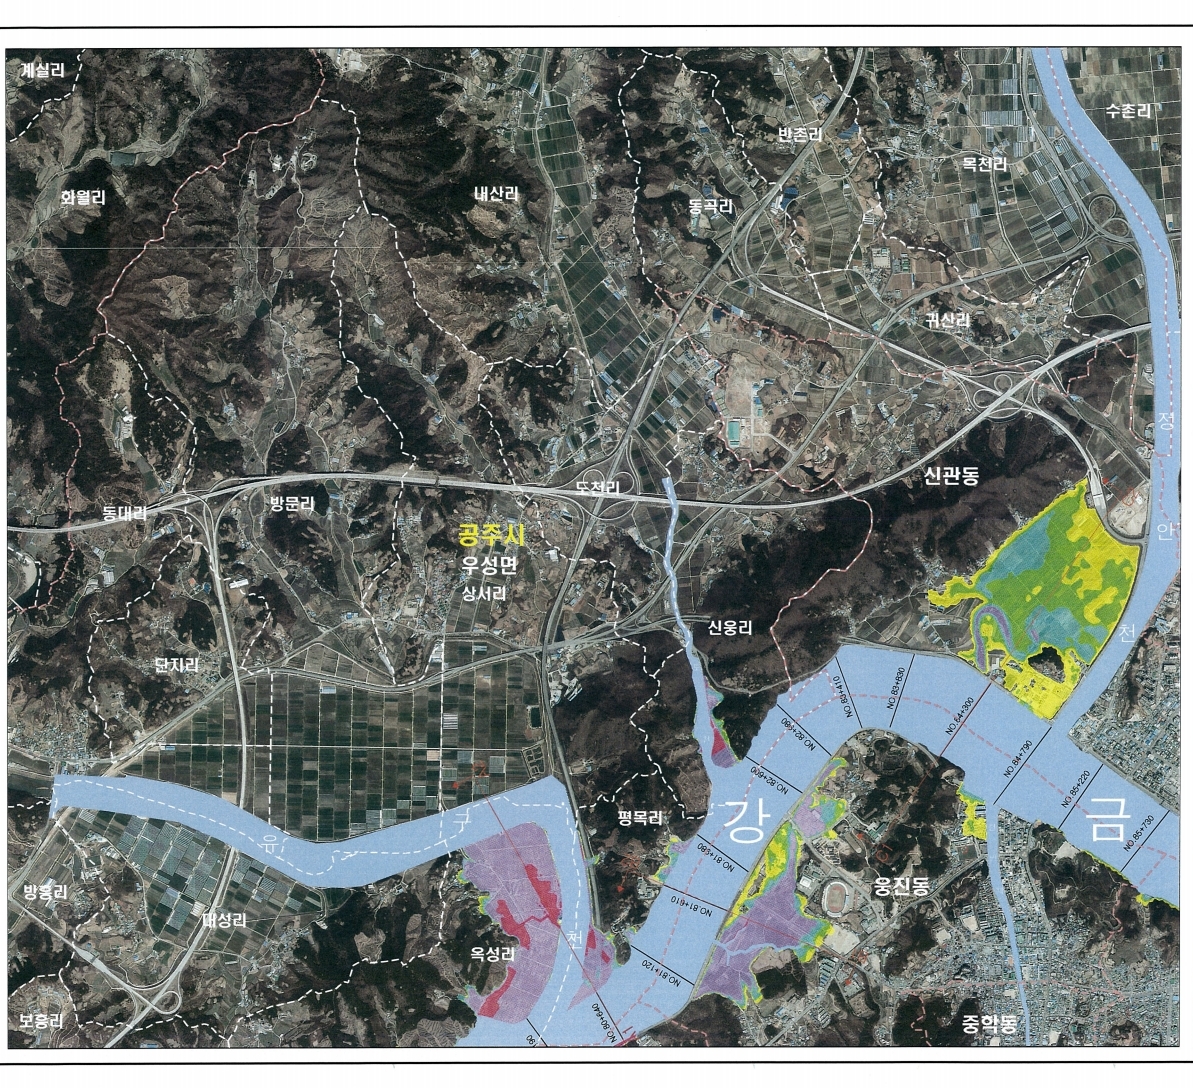 계실리
수촌리
반촌리
목천리
화월리
내산리
동곡리
귀산리
정
신관동
도천리
방문리
동대리
안
공주시
우성면
상서리
신웅리
천
단지리
NO.83+410
NO.83+830
NO.84+300
NO.82+980
NO.84+790
NO.82+600
NO.85+220
평목리
강
금
구
유
NO.85+730
NO.81+980
웅진동
방흥리
NO.81+610
대성리
천
옥성리
NO.81+120
보흥리
NO.80+640
중학동